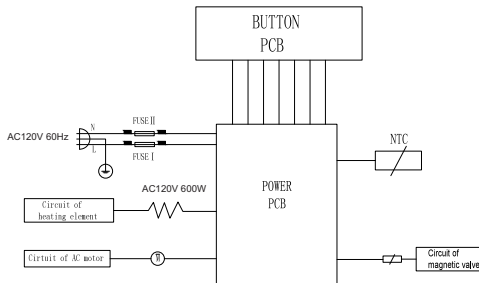 BUTTON
PCB
FUSE II
N
AC120V 60Hz
L
FUSE I
NTC
AC120V 600W
POWER
PCB
Circuit of
heating element
Cirtuit of AC motor
M
Circuit of
magnetic valve